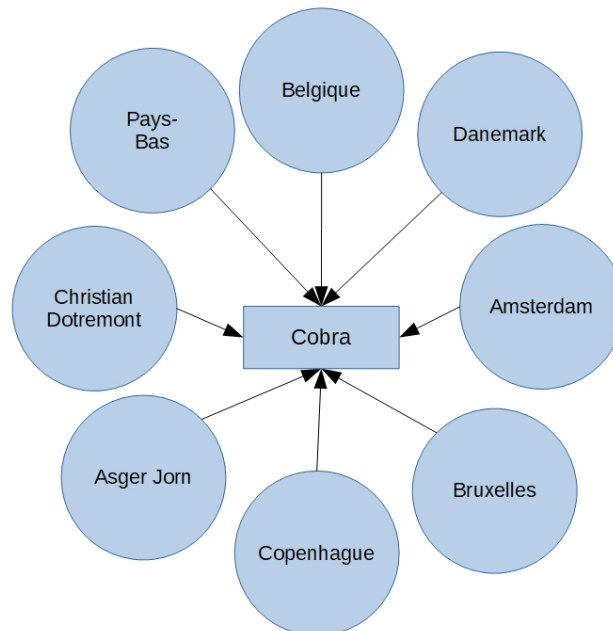 Belgique
Pays-
Bas
Danemark
Christian
Dotremont
Amsterdam
Cobra
Asger Jorn
Bruxelles
Copenhague